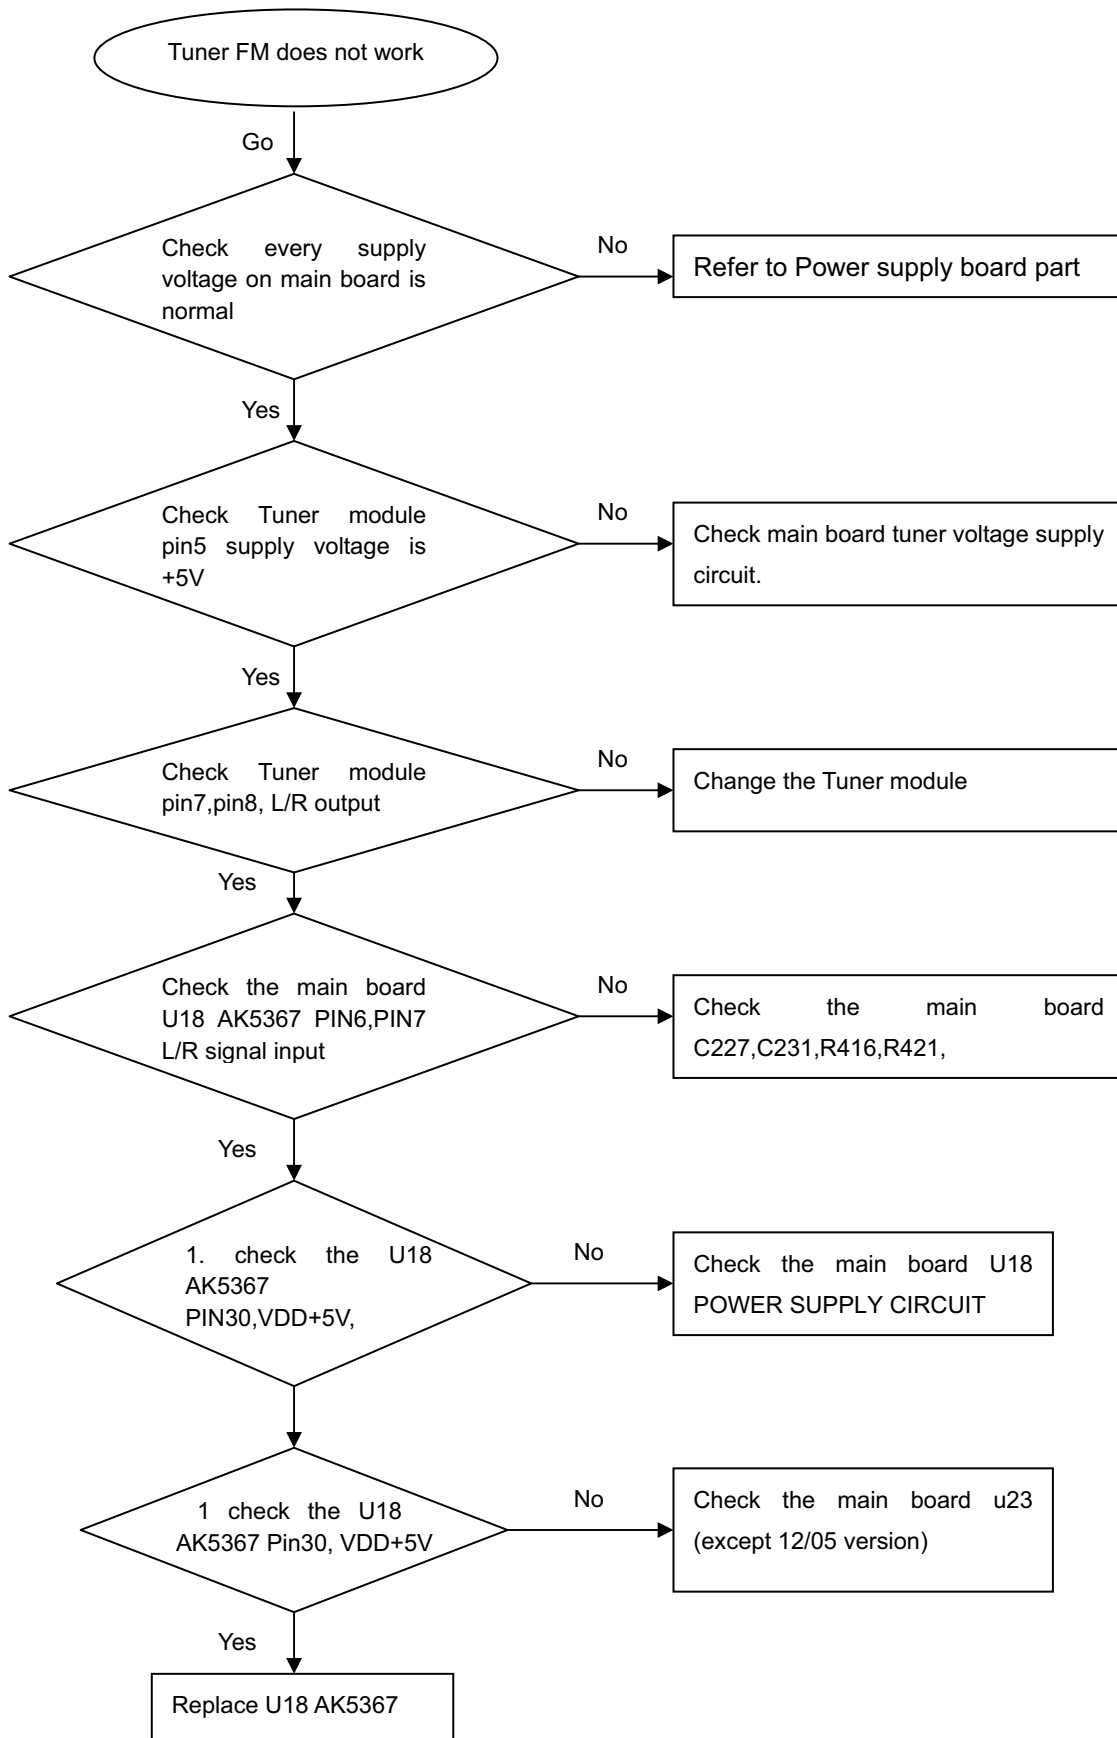 Tuner FM does not work
Go
Check every supply
voltage on main board is
normal
No
Refer to Power supply board part
Yes
Check Tuner module
pin5 supply voltage is
+5V
No
Check main board tuner voltage supply
circuit.
Yes
Check Tuner module
pin7,pin8, L/R output
No
Change the Tuner module
Yes
Check the main board
U18 AK5367 PIN6,PIN7
L/R signal input
No
Check the main board
C227,C231,R416,R421,
Yes
1. check the U18
AK5367
PIN30,VDD+5V,
No
Check the main board U18
POWER SUPPLY CIRCUIT
1 check the U18
AK5367 Pin30, VDD+5V
No
Check the main board u23
(except 12/05 version)
Yes
Replace U18 AK5367